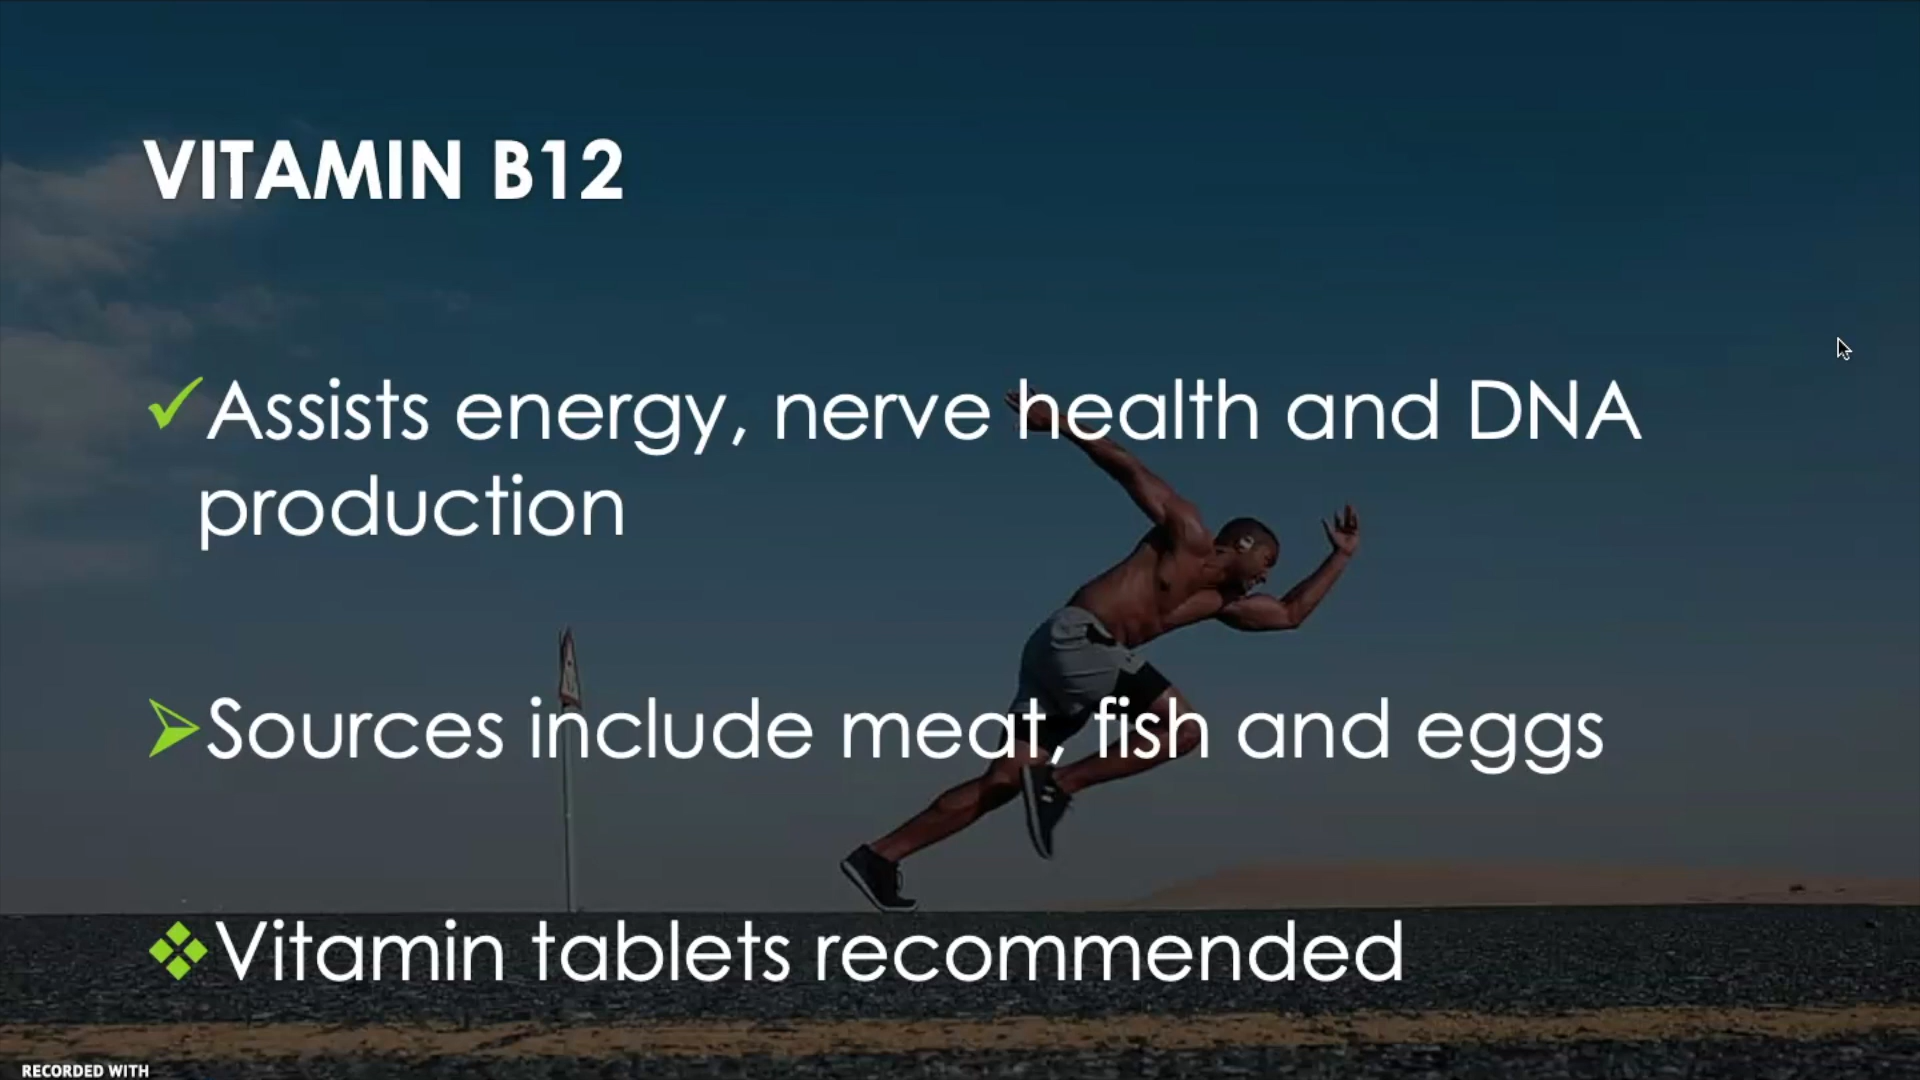 VITAMIN B12
Assists energy, nerve health and DNA
production
Sources include meat, fish and eggs
Vitamin tablets recommended
RECORDED WITH